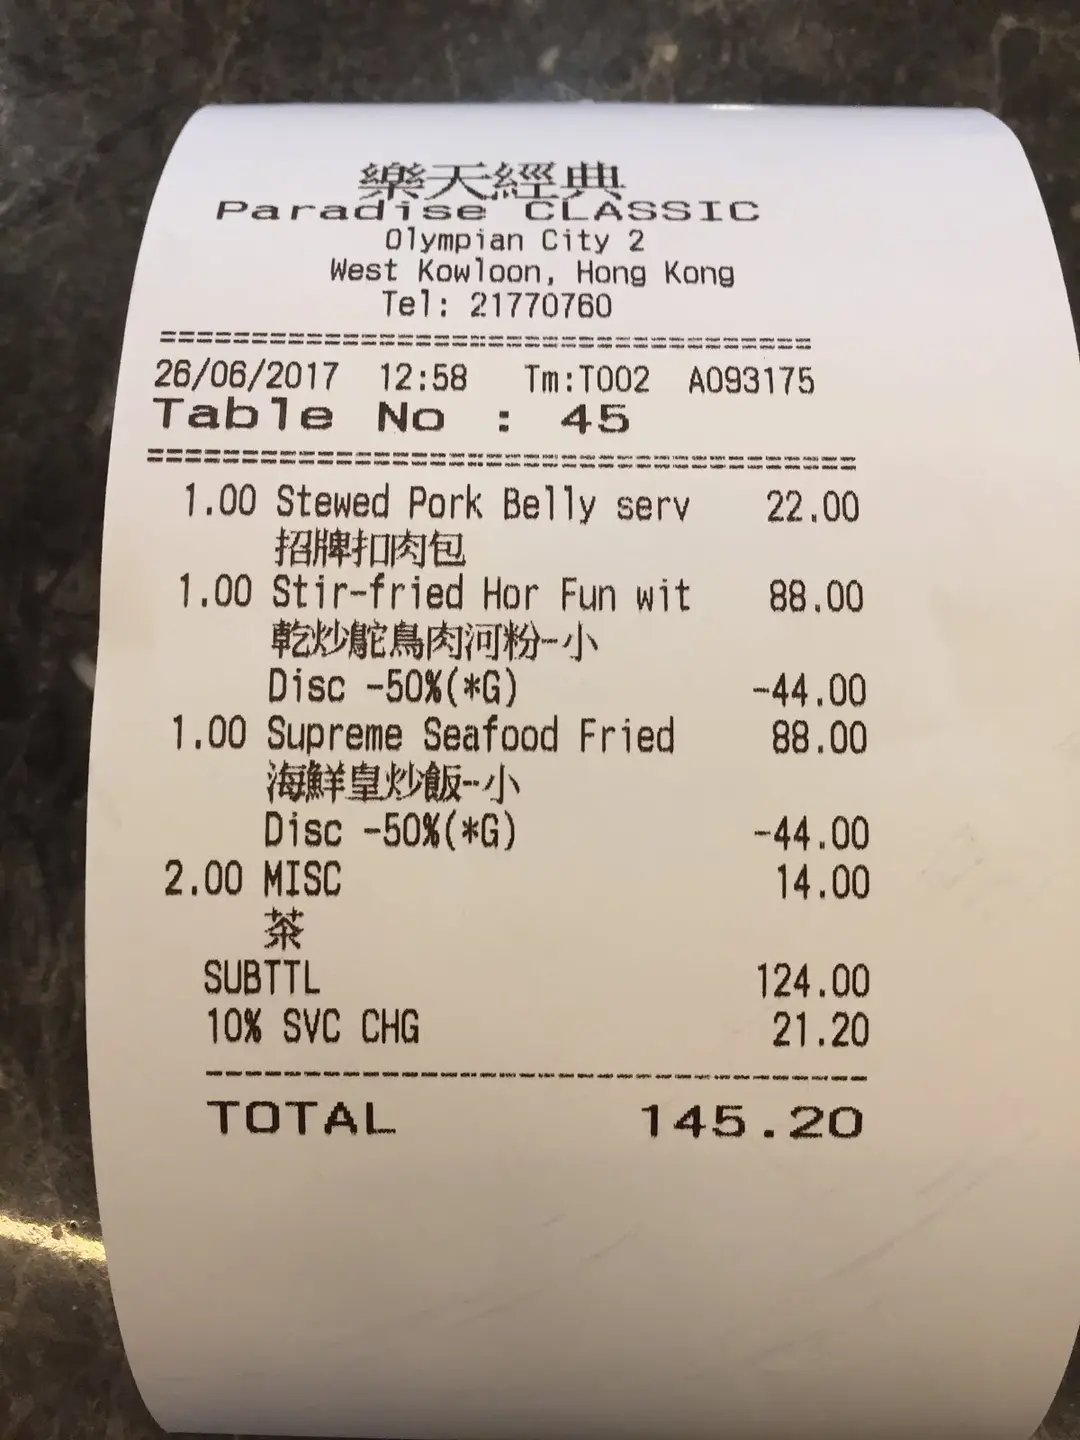 樂天經典
Paradise CLASSIC
Olympian City 2
West Kowloon, Hong Kong
Tel: 21770760
====================================
26/06/2017 12:58 Tm:T002 A093175
Table No : 45
====================================
1.00 Stewed Pork Belly serv 22.00
招牌扣肉包
1.00 Stir-fried Hor Fun wit 88.00
乾炒鴕鳥肉河粉-小
Disc -50%(*G) -44.00
1.00 Supreme Seafood Fried 88.00
海鮮皇炒飯-小
Disc -50%(*G) -44.00
2.00 MISC 14.00
茶
SUBTTL 124.00
10% SVC CHG 21.20
------------------------------------
TOTAL 145.20